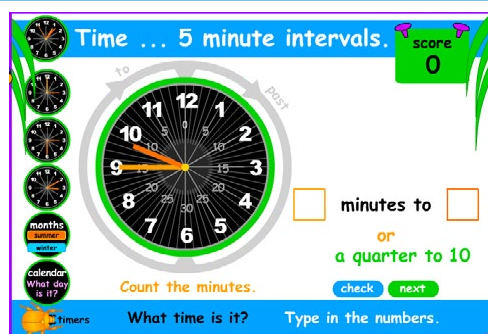 Time ... 5 minute intervals.
score
0
to
past
12
11
1
10
2
9
3
8
4
7
5
6
0
5
5
10
10
15
15
20
20
25
25
30
minutes to
or
a quarter to 10
months
summer
winter
calendar
What day
is it?
Count the minutes.
check
next
timers
What time is it?
Type in the numbers.